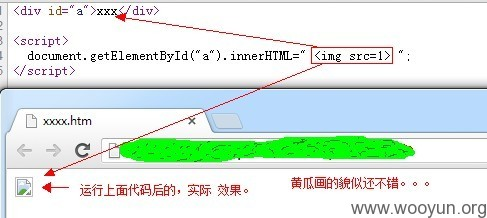 <div id="a">xxx</div>
<script>
document.getElementById("a").innerHTML=" <img src=1> ";
</script>
xxxx.htm
运行上面代码后的，实际 效果。
黄瓜画的貌似还不错。。。
www.wooyun.org